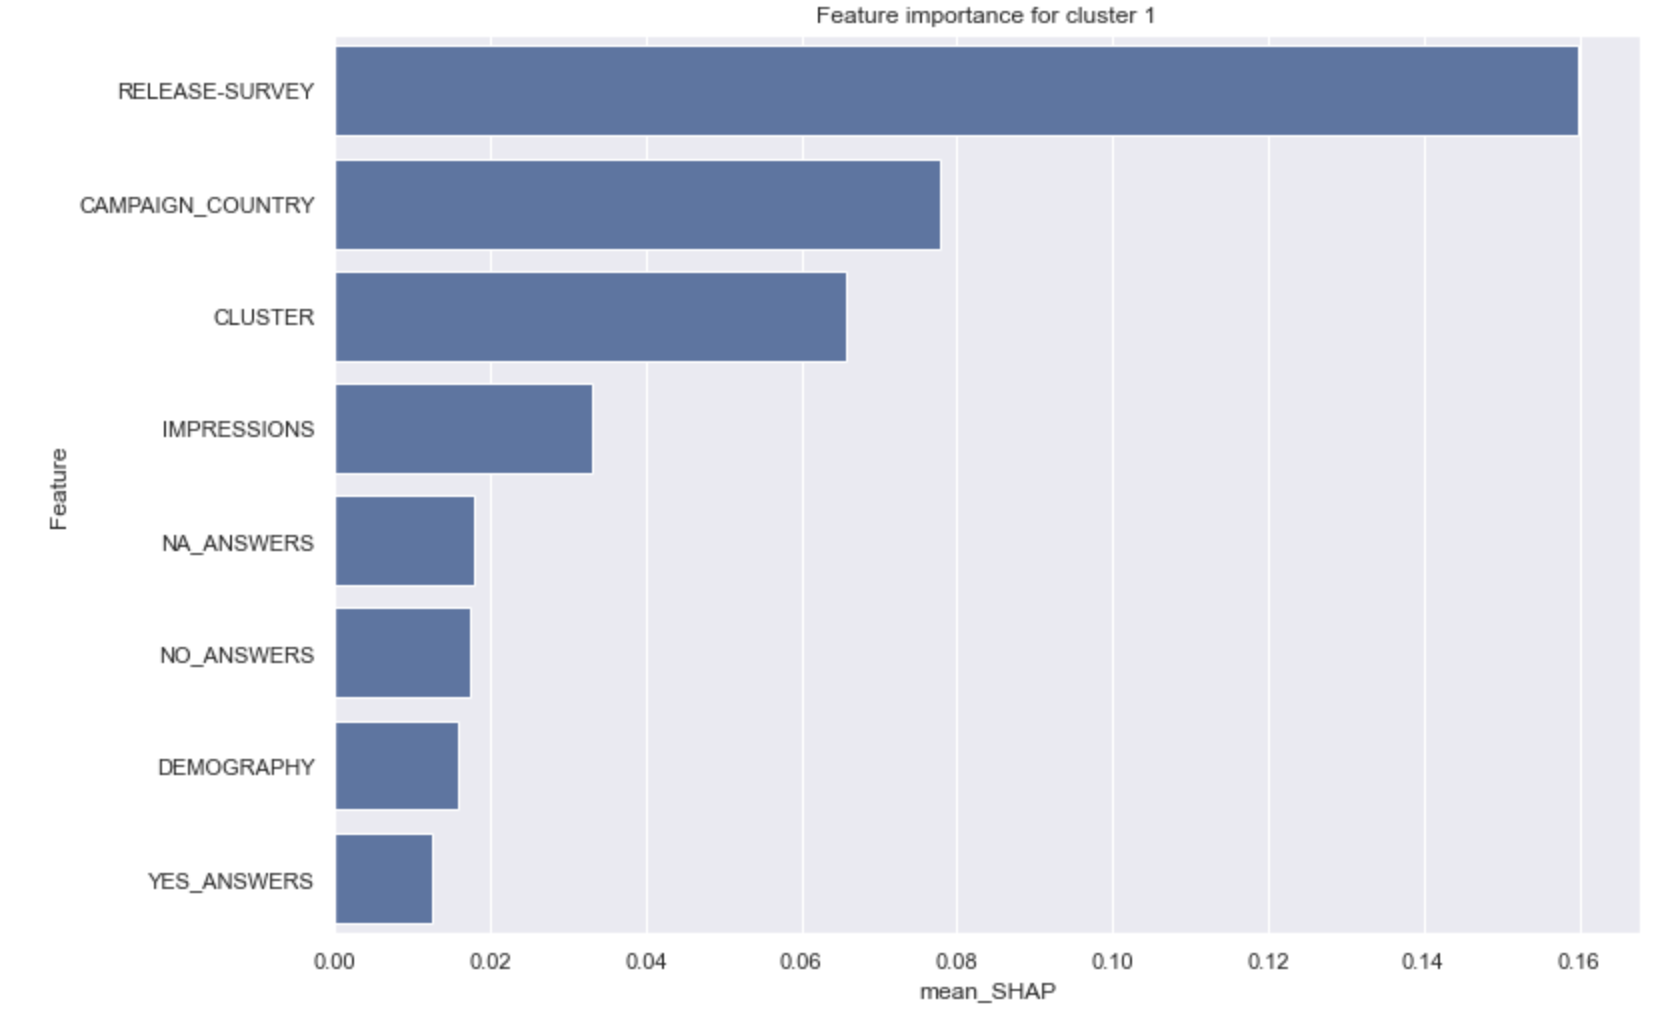 Feature importance for cluster 1
RELEASE-SURVEY
CAMPAIGN_COUNTRY
CLUSTER
IMPRESSIONS
NA_ANSWERS
NO_ANSWERS
DEMOGRAPHY
YES_ANSWERS
Feature
0.00 0.02 0.04 0.06 0.08 0.10 0.12 0.14 0.16
mean_SHAP